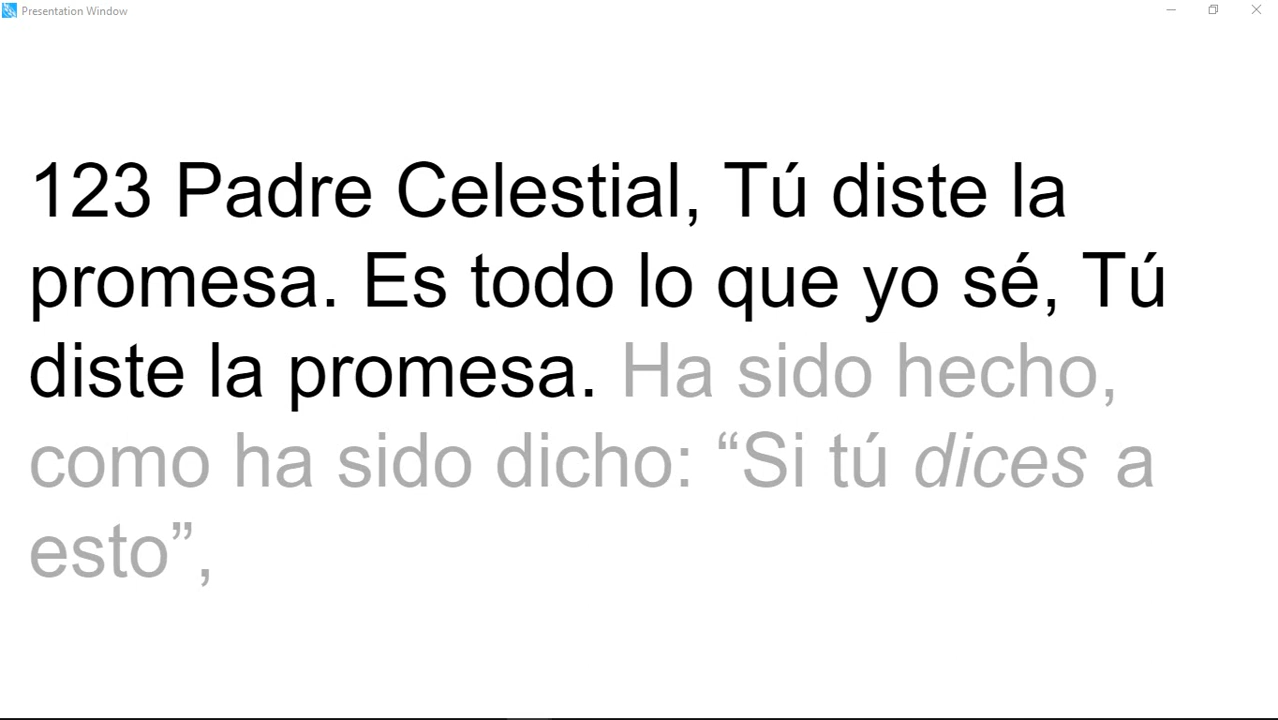 Presentation Window
123 Padre Celestial, Tú diste la
promesa. Es todo lo que yo sé, Tú
diste la promesa. Ha sido hecho,
como ha sido dicho: “Si tú dices a
esto”,